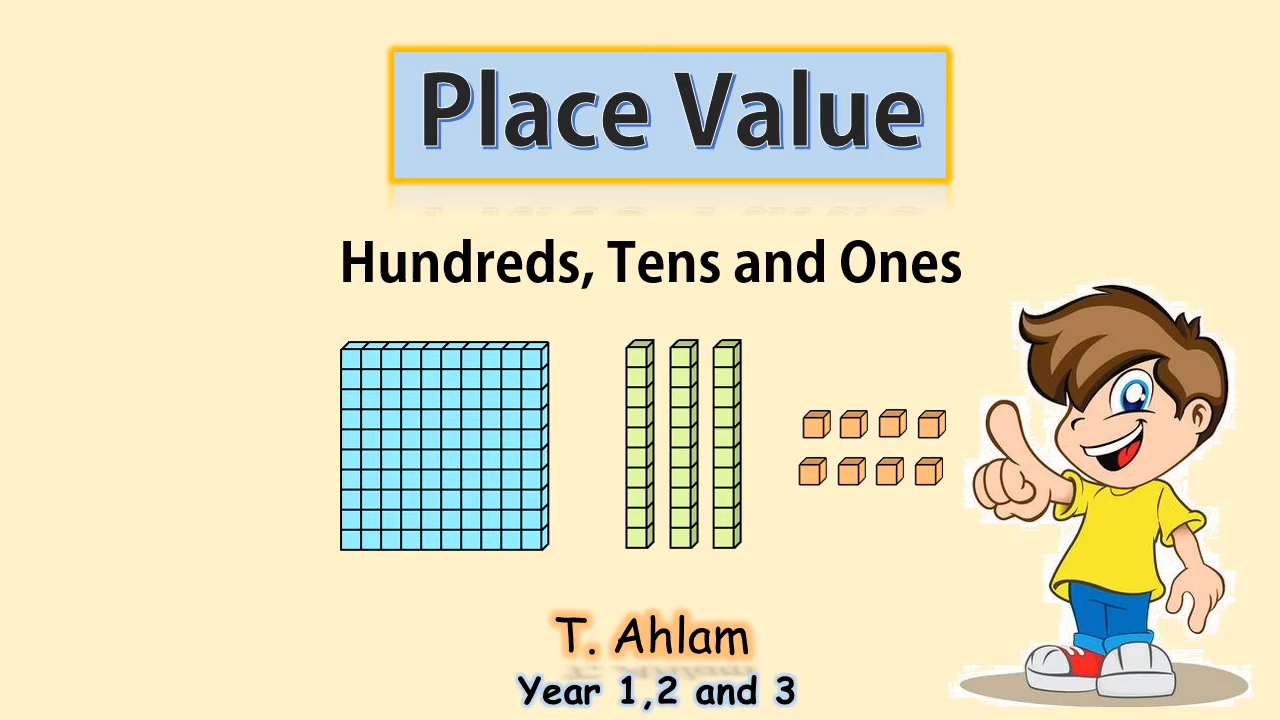 Place Value
Hundreds, Tens and Ones
T. Ahlam
Year 1,2 and 3